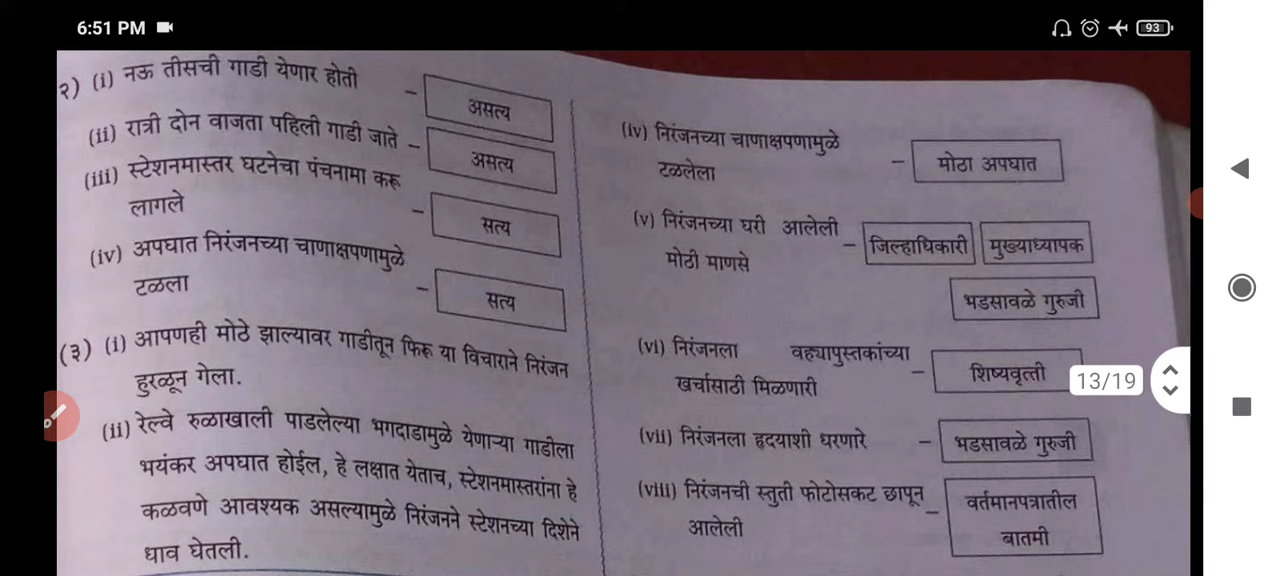 6:51 PM
93
२) (i) नऊ तीसची गाडी येणार होती – असत्य
(ii) रात्री दोन वाजता पहिली गाडी जाते – असत्य
(iii) स्टेशनमास्तर घटनेचा पंचनामा करू
लागले – सत्य
(iv) अपघात निरंजनच्या चाणाक्षपणामुळे
टळला – सत्य
(३) (i) आपणही मोठे झाल्यावर गाडीतून फिरू या विचाराने निरंजन
हुरळून गेला.
(ii) रेल्वे रुळाखाली पाडलेल्या भगदाडामुळे येणाऱ्या गाडीला
भयंकर अपघात होईल, हे लक्षात येताच, स्टेशनमास्तरांना हे
कळवणे आवश्यक असल्यामुळे निरंजनने स्टेशनच्या दिशेने
धाव घेतली.
(iv) निरंजनच्या चाणाक्षपणामुळे
टळलेला – मोठा अपघात
(v) निरंजनच्या घरी आलेली
मोठी माणसे – जिल्हाधिकारी मुख्याध्यापक
भडसावळे गुरुजी
(vi) निरंजनला वह्यापुस्तकांच्या
खर्चासाठी मिळणारी – शिष्यवृत्ती
13/19
(vii) निरंजनला हृदयाशी धरणारे – भडसावळे गुरुजी
(viii) निरंजनची स्तुती फोटोसकट छापून
आलेली – वर्तमानपत्रातील
बातमी